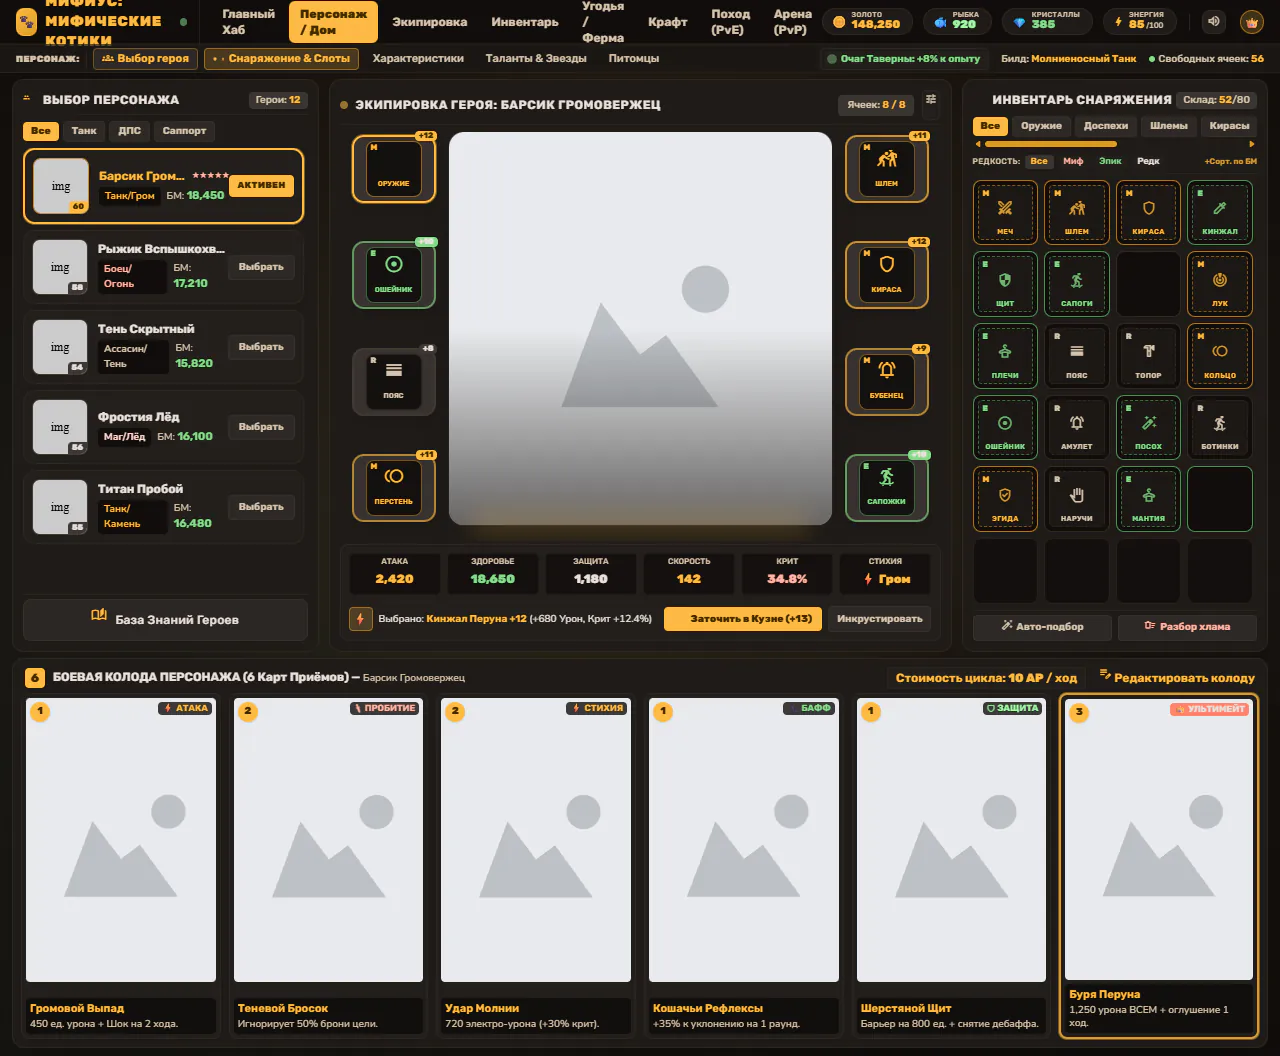 МИФИУС:
МИФИЧЕСКИЕ
КОТИКИ
Главный
Хаб
Персонаж
/ Дом
Экипировка
Инвентарь
Угодья
/
Ферма
Крафт
Поход
(PvE)
Арена
(PvP)
ЗОЛОТО
148,250
РЫБКА
920
КРИСТАЛЛЫ
385
ЭНЕРГИЯ
85 /100
ПЕРСОНАЖ:
Выбор героя
Снаряжение & Слоты
Характеристики
Таланты & Звезды
Питомцы
Очаг Таверны: +8% к опыту
Билд: Молниеносный Танк
Свободных ячеек: 56
ВЫБОР ПЕРСОНАЖА
Герои: 12
Все
Танк
ДПС
Саппорт
img
60
Барсик Гром... ★★★★★
Танк/Гром
БМ: 18,450
АКТИВЕН
img
58
Рыжик Вспышкохв...
Боец/
Огонь
БМ:
17,210
Выбрать
img
54
Тень Скрытный
Ассасин/
Тень
БМ:
15,820
Выбрать
img
56
Фростия Лёд
Маг/Лёд
БМ: 16,100
Выбрать
img
55
Титан Пробой
Танк/
Камень
БМ:
16,480
Выбрать
База Знаний Героев
ЭКИПИРОВКА ГЕРОЯ: БАРСИК ГРОМОВЕРЖЕЦ
Ячеек: 8 / 8
+12
M
ОРУЖИЕ
+10
E
ОШЕЙНИК
+8
R
ПОЯС
+11
M
ПЕРСТЕНЬ
+11
M
ШЛЕМ
+12
M
КИРАСА
+9
M
БУБЕНЕЦ
+10
E
САПОЖКИ
АТАКА
2,420
ЗДОРОВЬЕ
18,650
ЗАЩИТА
1,180
СКОРОСТЬ
142
КРИТ
34.8%
СТИХИЯ
Гром
Выбрано: Кинжал Перуна +12 (+680 Урон, Крит +12.4%)
Заточить в Кузне (+13)
Инкрустировать
ИНВЕНТАРЬ СНАРЯЖЕНИЯ
Склад: 52/80
Все
Оружие
Доспехи
Шлемы
Кирасы
РЕДКОСТЬ:
Все
Миф
Эпик
Редк
+Сорт. по БМ
M
МЕЧ
M
ШЛЕМ
M
КИРАСА
E
КИНЖАЛ
E
ЩИТ
E
САПОГИ
M
ЛУК
E
ПЛЕЧИ
R
ПОЯС
R
ТОПОР
M
КОЛЬЦО
E
ОШЕЙНИК
R
АМУЛЕТ
E
ПОСОХ
R
БОТИНКИ
M
ЭГИДА
R
НАРУЧИ
E
МАНТИЯ
Авто-подбор
Разбор хлама
6
БОЕВАЯ КОЛОДА ПЕРСОНАЖА (6 Карт Приёмов) — Барсик Громовержец
Стоимость цикла: 10 AP / ход
Редактировать колоду
1
АТАКА
Громовой Выпад
450 ед. урона + Шок на 2 хода.
2
ПРОБИТИЕ
Теневой Бросок
Игнорирует 50% брони цели.
2
СТИХИЯ
Удар Молнии
720 электро-урона (+30% крит).
1
БАФФ
Кошачьи Рефлексы
+35% к уклонению на 1 раунд.
1
ЗАЩИТА
Шерстяной Щит
Барьер на 800 ед. + снятие дебаффа.
3
УЛЬТИМЕЙТ
Буря Перуна
1,250 урона ВСЕМ + оглушение 1
ход.